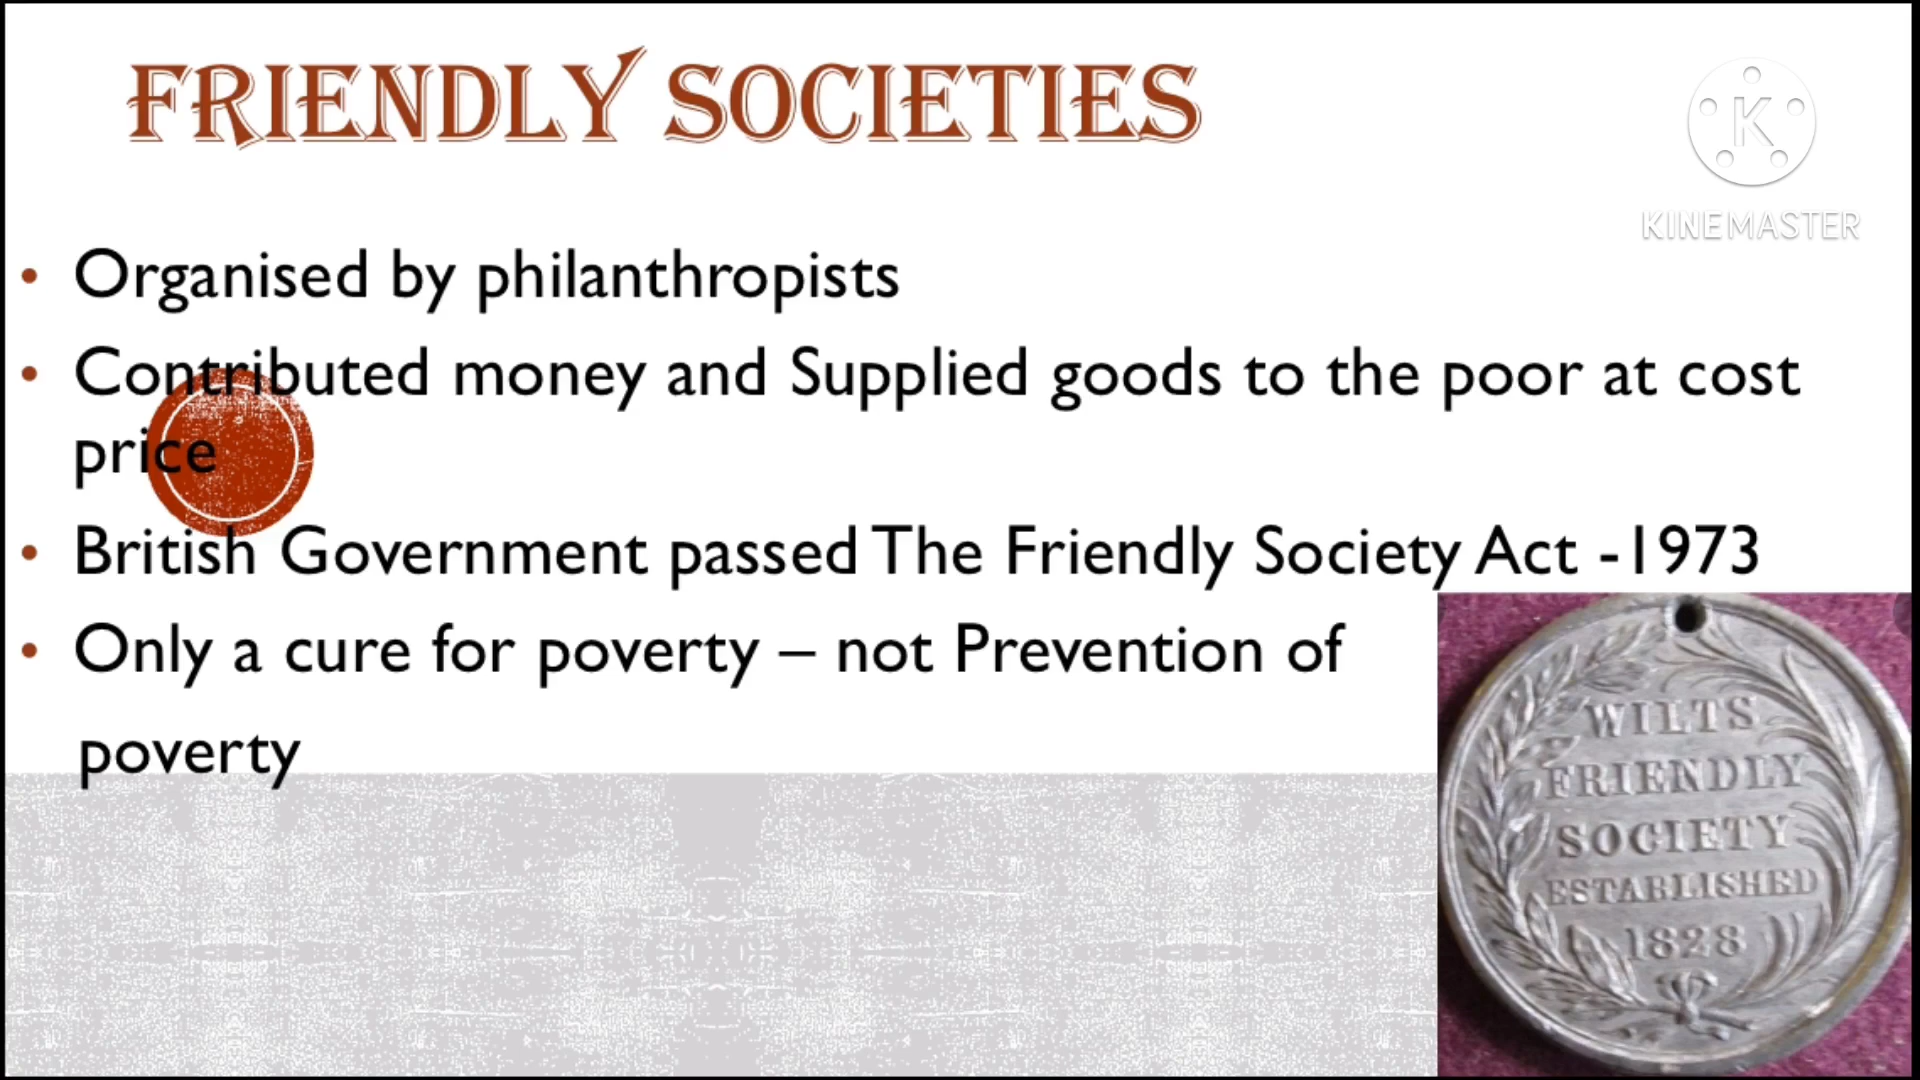 FRIENDLY SOCIETIES
K
KINEMASTER
• Organised by philanthropists
• Contributed money and Supplied goods to the poor at cost
price
• British Government passed The Friendly Society Act -1973
• Only a cure for poverty – not Prevention of
poverty
WILTS
FRIENDLY
SOCIETY
ESTABLISHED
1828